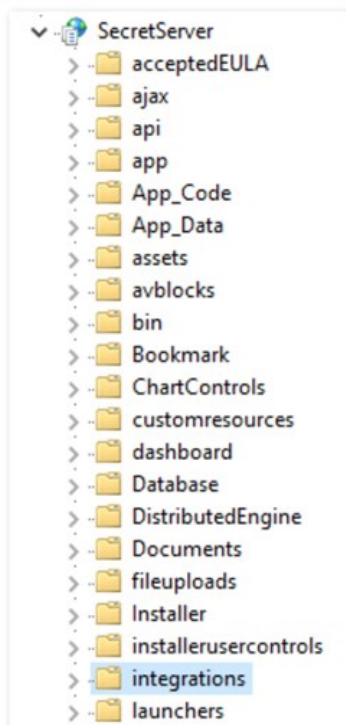 SecretServer
acceptedEULA
ajax
api
app
App_Code
App_Data
assets
avblocks
bin
Bookmark
ChartControls
customresources
dashboard
Database
DistributedEngine
Documents
fileuploads
Installer
installerusercontrols
integrations
launchers